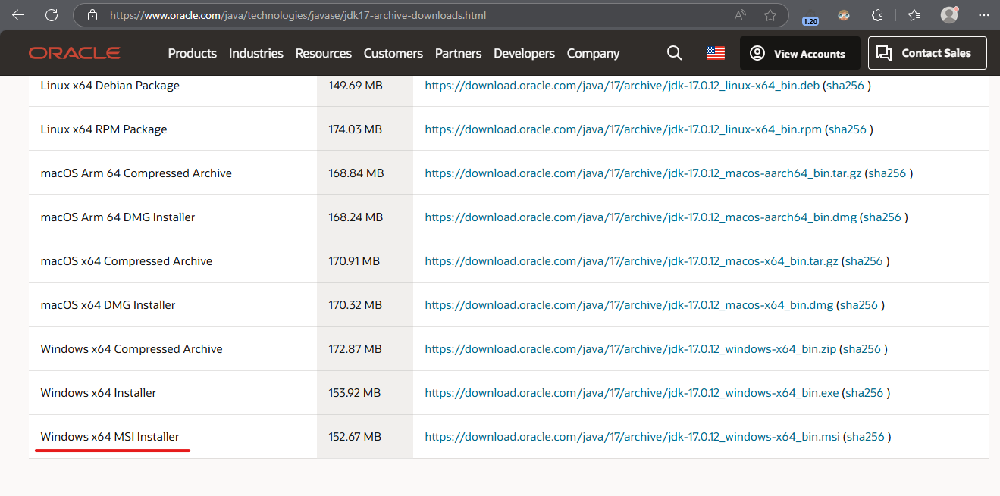 https://www.oracle.com/java/technologies/javase/jdk17-archive-downloads.html
1.20
ORACLE Products Industries Resources Customers Partners Developers Company View Accounts Contact Sales
Linux x64 Debian Package 149.69 MB https://download.oracle.com/java/17/archive/jdk-17.0.12_linux-x64_bin.deb (sha256 )
Linux x64 RPM Package 174.03 MB https://download.oracle.com/java/17/archive/jdk-17.0.12_linux-x64_bin.rpm (sha256 )
macOS Arm 64 Compressed Archive 168.84 MB https://download.oracle.com/java/17/archive/jdk-17.0.12_macos-aarch64_bin.tar.gz (sha256 )
macOS Arm 64 DMG Installer 168.24 MB https://download.oracle.com/java/17/archive/jdk-17.0.12_macos-aarch64_bin.dmg (sha256 )
macOS x64 Compressed Archive 170.91 MB https://download.oracle.com/java/17/archive/jdk-17.0.12_macos-x64_bin.tar.gz (sha256 )
macOS x64 DMG Installer 170.32 MB https://download.oracle.com/java/17/archive/jdk-17.0.12_macos-x64_bin.dmg (sha256 )
Windows x64 Compressed Archive 172.87 MB https://download.oracle.com/java/17/archive/jdk-17.0.12_windows-x64_bin.zip (sha256 )
Windows x64 Installer 153.92 MB https://download.oracle.com/java/17/archive/jdk-17.0.12_windows-x64_bin.exe (sha256 )
Windows x64 MSI Installer 152.67 MB https://download.oracle.com/java/17/archive/jdk-17.0.12_windows-x64_bin.msi (sha256 )